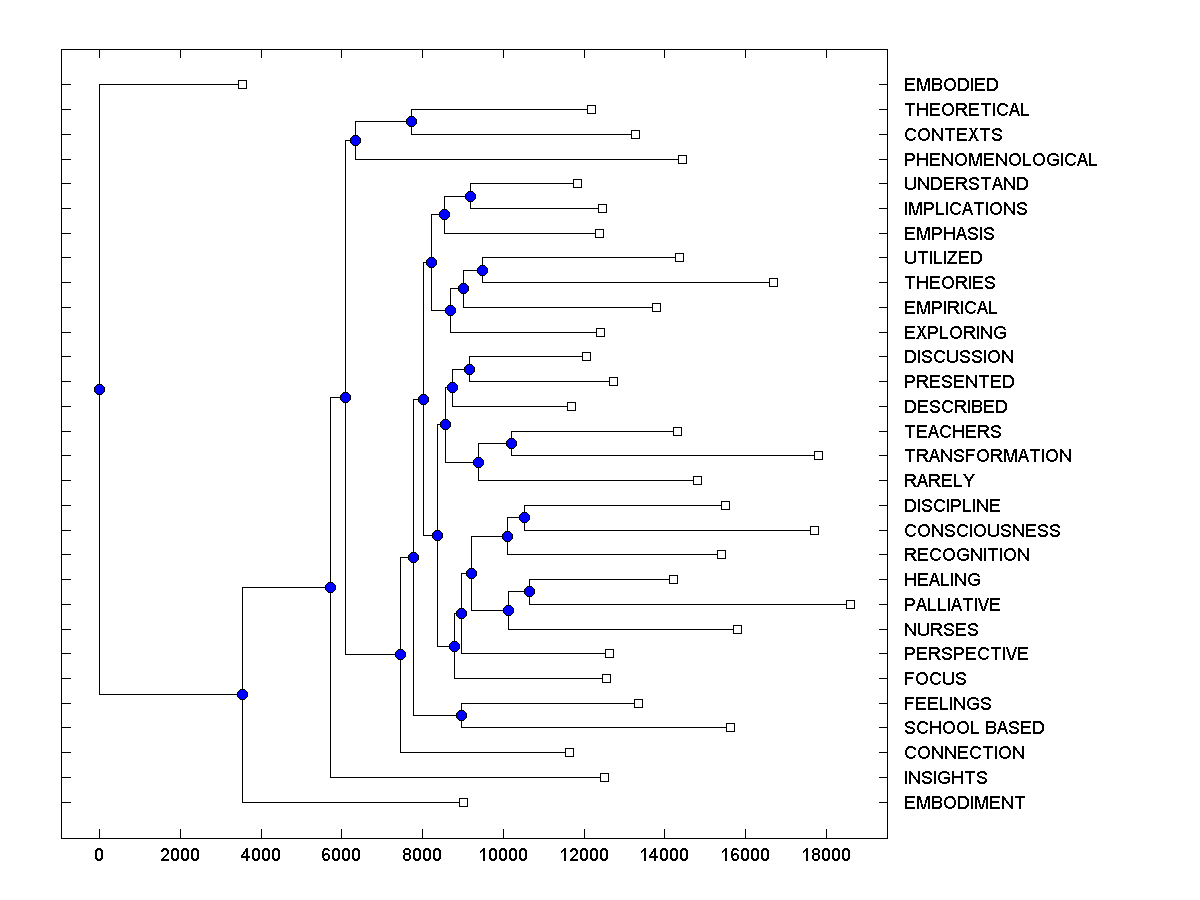 EMBODIED
THEORETICAL
CONTEXTS
PHENOMENOLOGICAL
UNDERSTAND
IMPLICATIONS
EMPHASIS
UTILIZED
THEORIES
EMPIRICAL
EXPLORING
DISCUSSION
PRESENTED
DESCRIBED
TEACHERS
TRANSFORMATION
RARELY
DISCIPLINE
CONSCIOUSNESS
RECOGNITION
HEALING
PALLIATIVE
NURSES
PERSPECTIVE
FOCUS
FEELINGS
SCHOOL BASED
CONNECTION
INSIGHTS
EMBODIMENT
0 2000 4000 6000 8000 10000 12000 14000 16000 18000